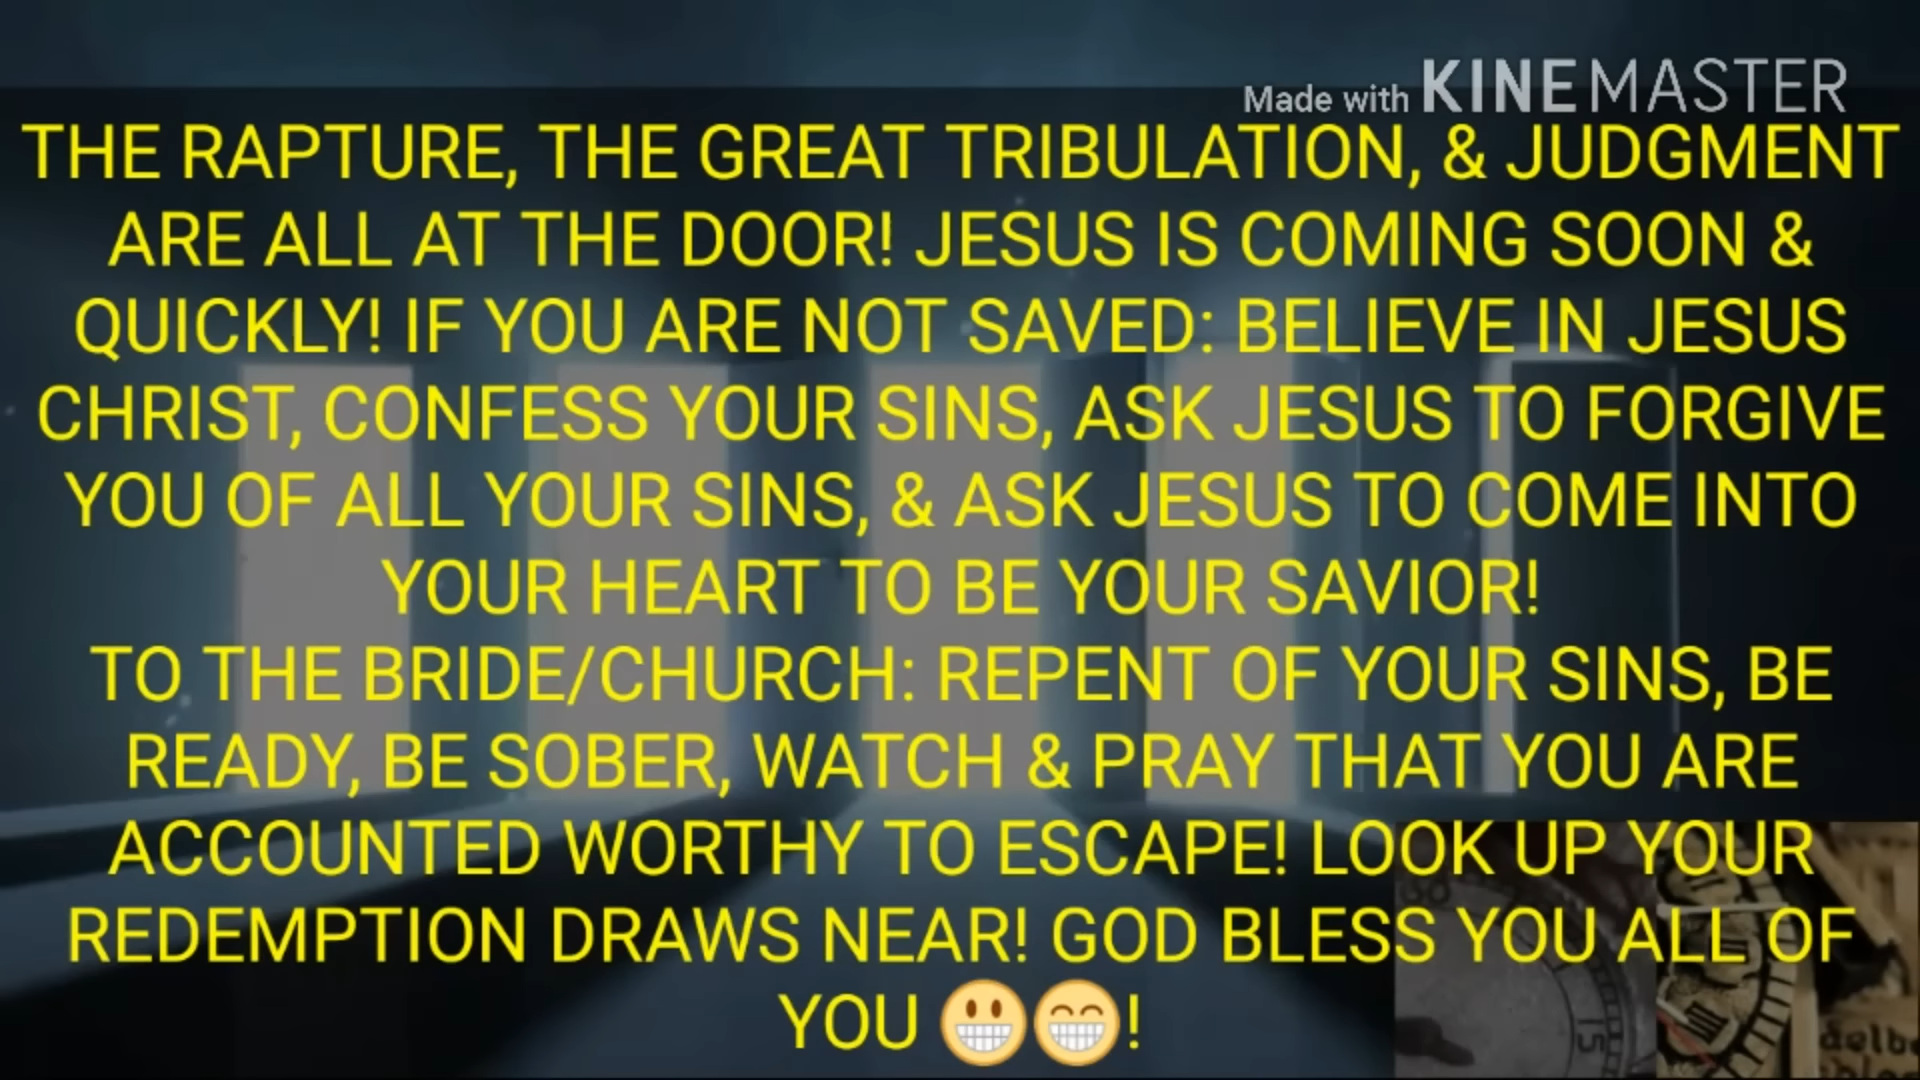 Made with KINEMASTER
THE RAPTURE, THE GREAT TRIBULATION, & JUDGMENT
ARE ALL AT THE DOOR! JESUS IS COMING SOON &
QUICKLY! IF YOU ARE NOT SAVED: BELIEVE IN JESUS
CHRIST, CONFESS YOUR SINS, ASK JESUS TO FORGIVE
YOU OF ALL YOUR SINS, & ASK JESUS TO COME INTO
YOUR HEART TO BE YOUR SAVIOR!
TO THE BRIDE/CHURCH: REPENT OF YOUR SINS, BE
READY, BE SOBER, WATCH & PRAY THAT YOU ARE
ACCOUNTED WORTHY TO ESCAPE! LOOK UP YOUR
REDEMPTION DRAWS NEAR! GOD BLESS YOU ALL OF
YOU 😃😁!
15